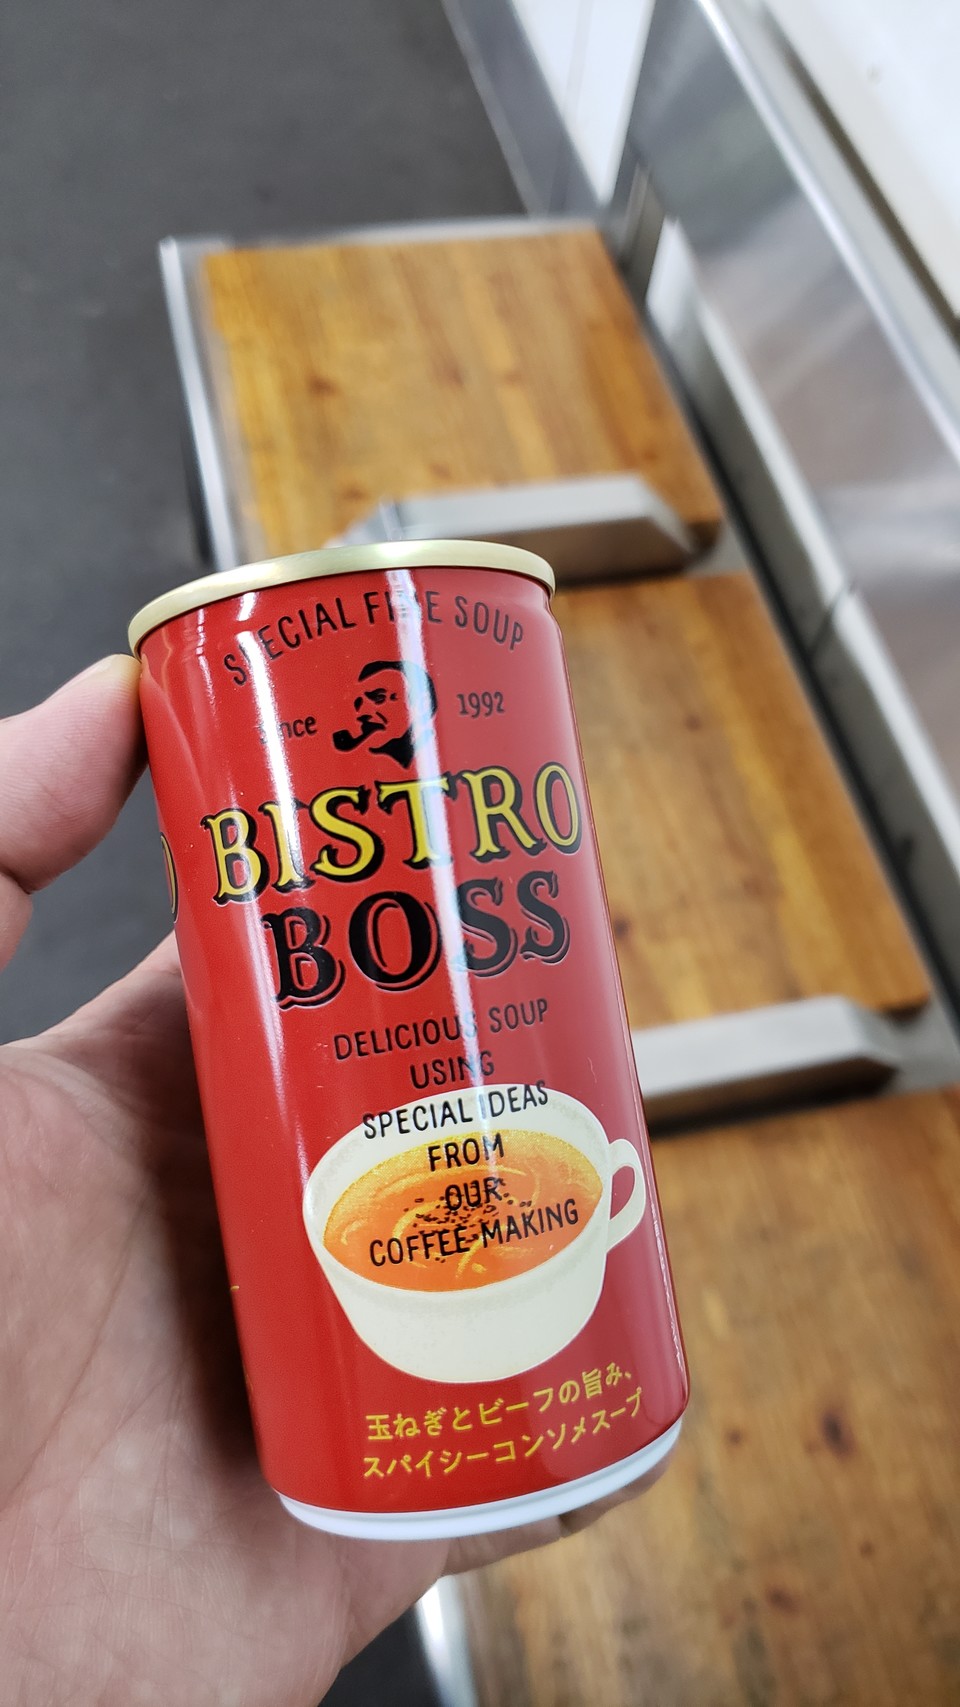 SPECIAL FINE SOUP
since 1992
BISTRO
BOSS
DELICIOUS SOUP
USING
SPECIAL IDEAS
FROM
OUR
COFFEE-MAKING
玉ねぎとビーフの旨み、
スパイシーコンソメスープ